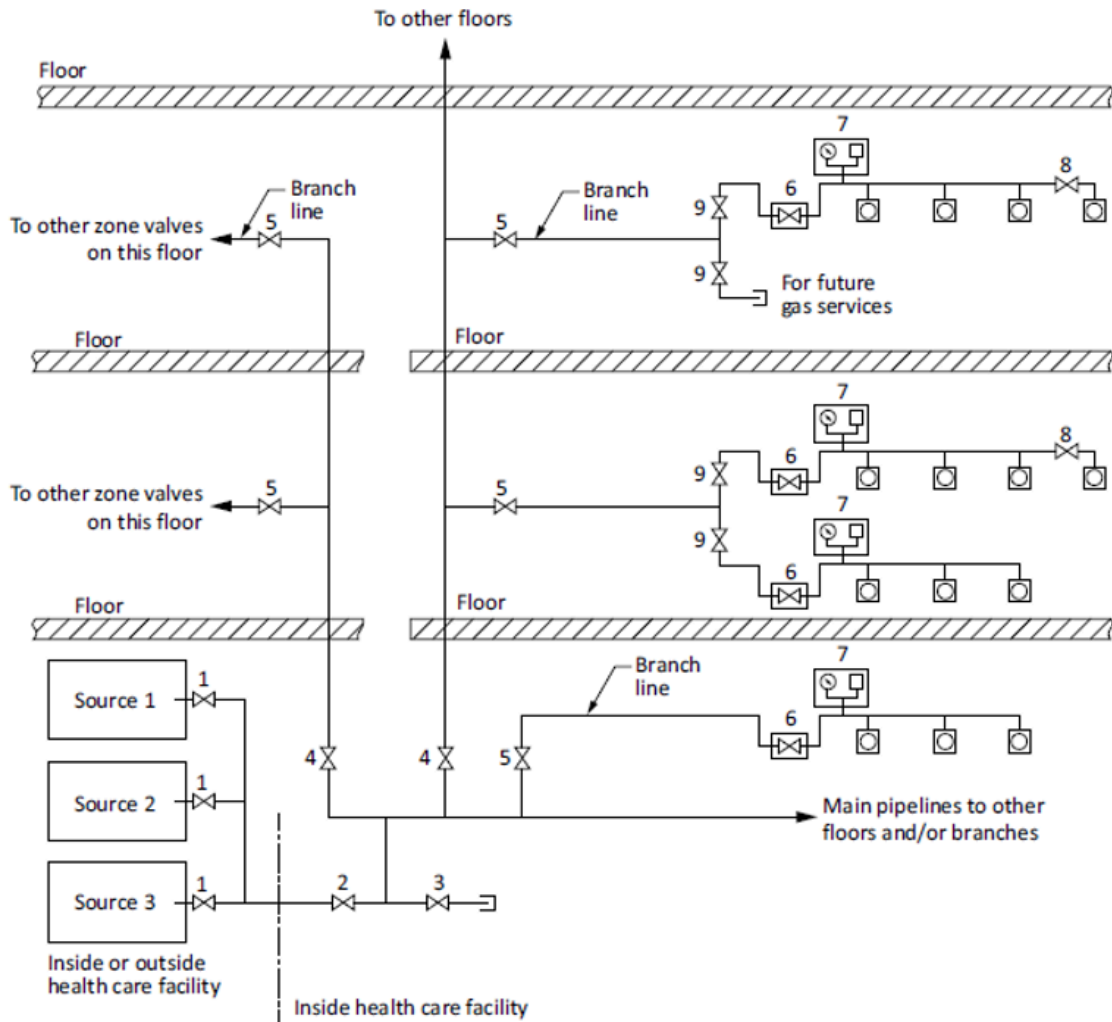 To other floors
Floor
7
8
6
9
Branch
line
Branch
line
5
5
To other zone valves
on this floor
9
For future
gas services
Floor
Floor
7
8
6
9
To other zone valves
on this floor
5
5
7
9
6
Floor
Floor
7
Branch
line
1
Source 1
6
4
4
5
1
Source 2
Main pipelines to other
floors and/or branches
1
2
3
Source 3
Inside or outside
health care facility
Inside health care facility